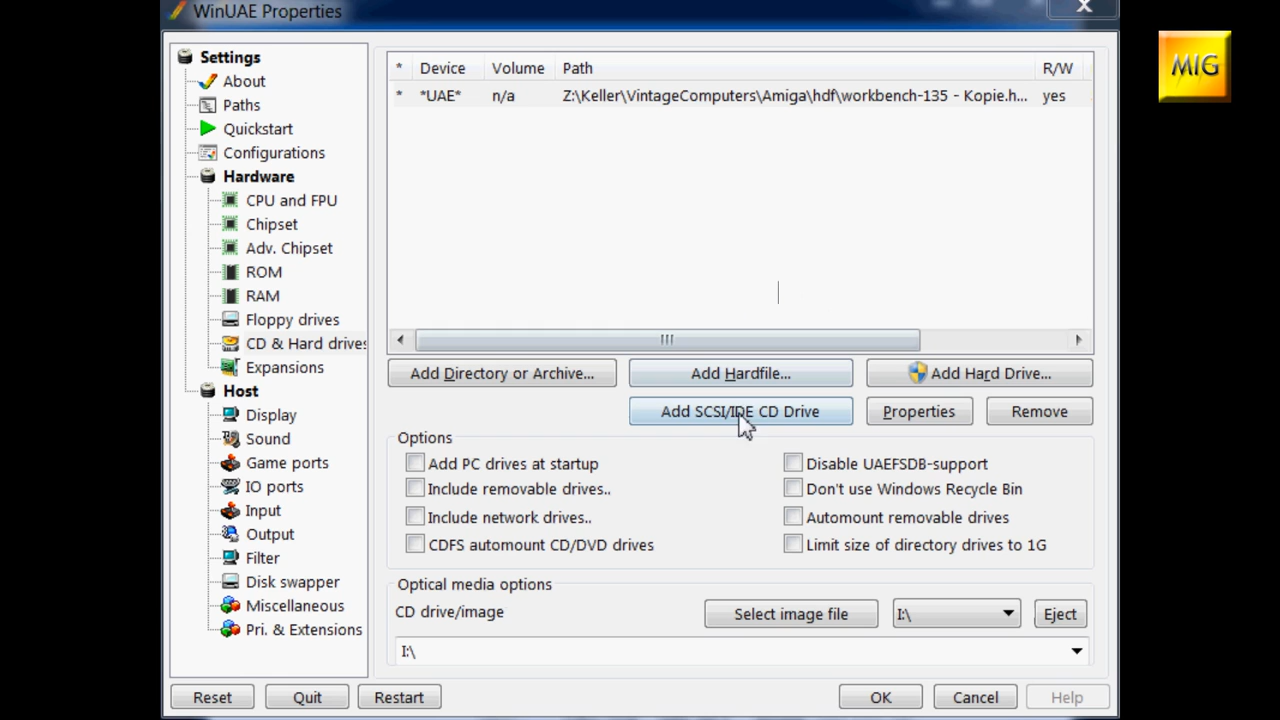 WinUAE Properties
MIG
Settings
About
Paths
Quickstart
Configurations
Hardware
CPU and FPU
Chipset
Adv. Chipset
ROM
RAM
Floppy drives
CD & Hard drives
Expansions
Host
Display
Sound
Game ports
IO ports
Input
Output
Filter
Disk swapper
Miscellaneous
Pri. & Extensions
* Device Volume Path R/W
* *UAE* n/a Z:\Keller\VintageComputers\Amiga\hdf\workbench-135 - Kopie.h... yes
Add Directory or Archive... Add Hardfile... Add Hard Drive...
Add SCSI/IDE CD Drive Properties Remove
Options
Add PC drives at startup Disable UAEFSDB-support
Include removable drives.. Don't use Windows Recycle Bin
Include network drives.. Automount removable drives
CDFS automount CD/DVD drives Limit size of directory drives to 1G
Optical media options
CD drive/image Select image file I:\ Eject
I:\
Reset Quit Restart OK Cancel Help